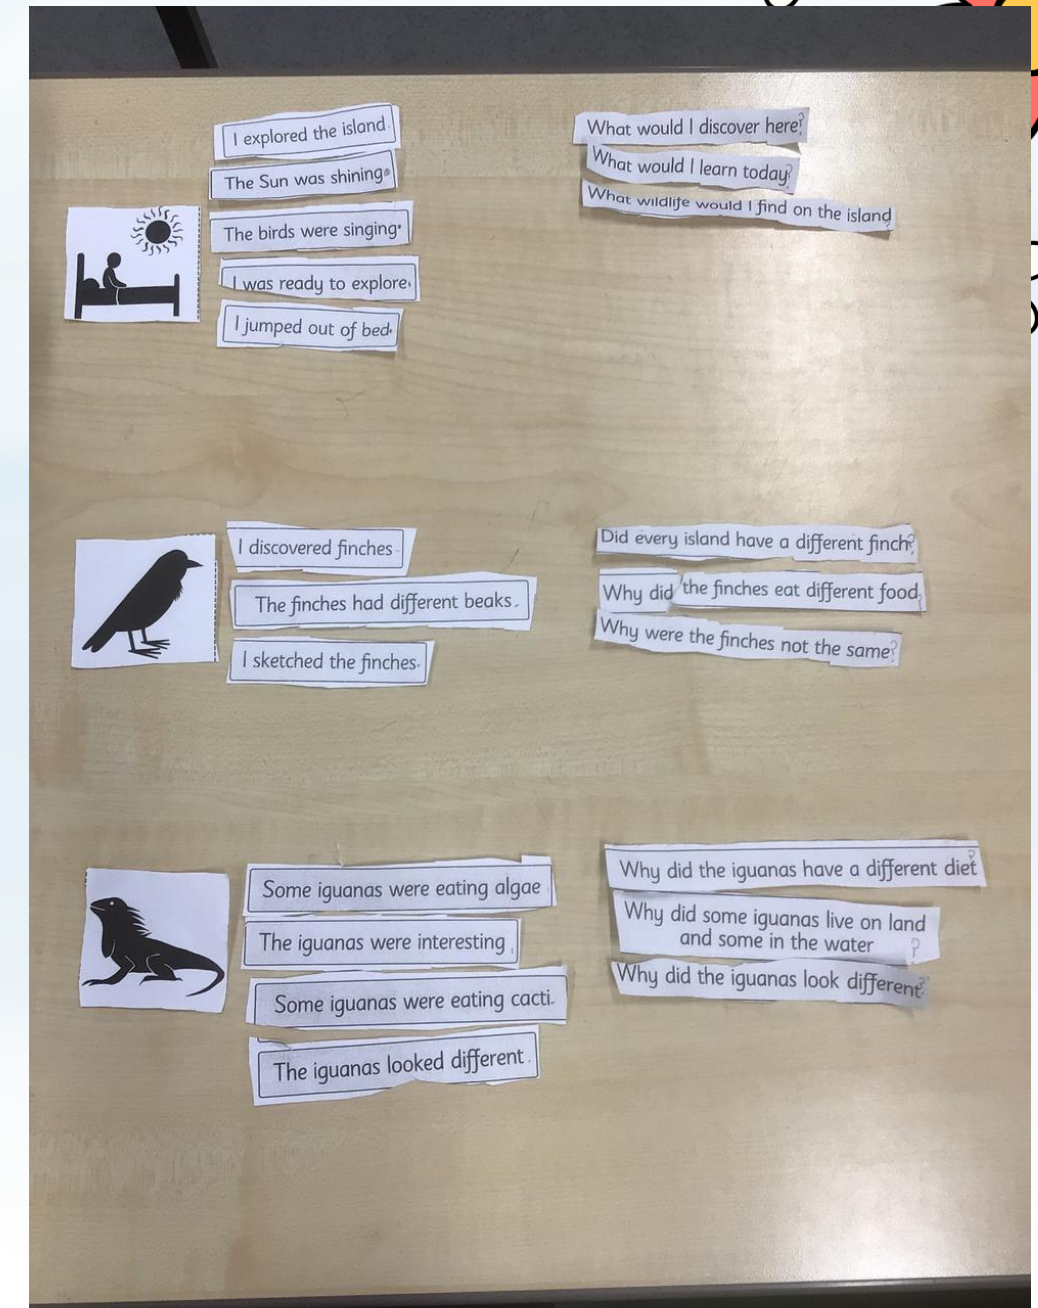 I explored the island.
The Sun was shining.
The birds were singing.
I was ready to explore.
I jumped out of bed.
What would I discover here?
What would I learn today?
What wildlife would I find on the island?
I discovered finches.
The finches had different beaks.
I sketched the finches.
Did every island have a different finch?
Why did the finches eat different food?
Why were the finches not the same?
Some iguanas were eating algae.
The iguanas were interesting.
Some iguanas were eating cacti.
The iguanas looked different.
Why did the iguanas have a different diet?
Why did some iguanas live on land
and some in the water ?
Why did the iguanas look different?